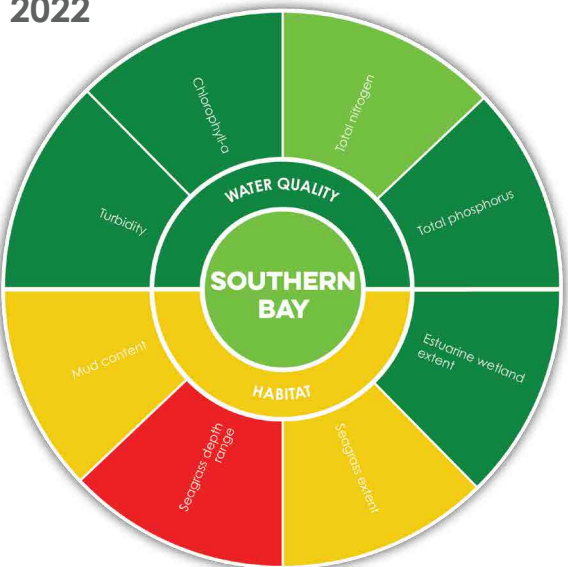 2022
Chlorophyll-a
Total nitrogen
Turbidity
Total phosphorus
WATER QUALITY
SOUTHERN
BAY
HABITAT
Mud content
Estuarine wetland
extent
Seagrass depth
range
Seagrass extent